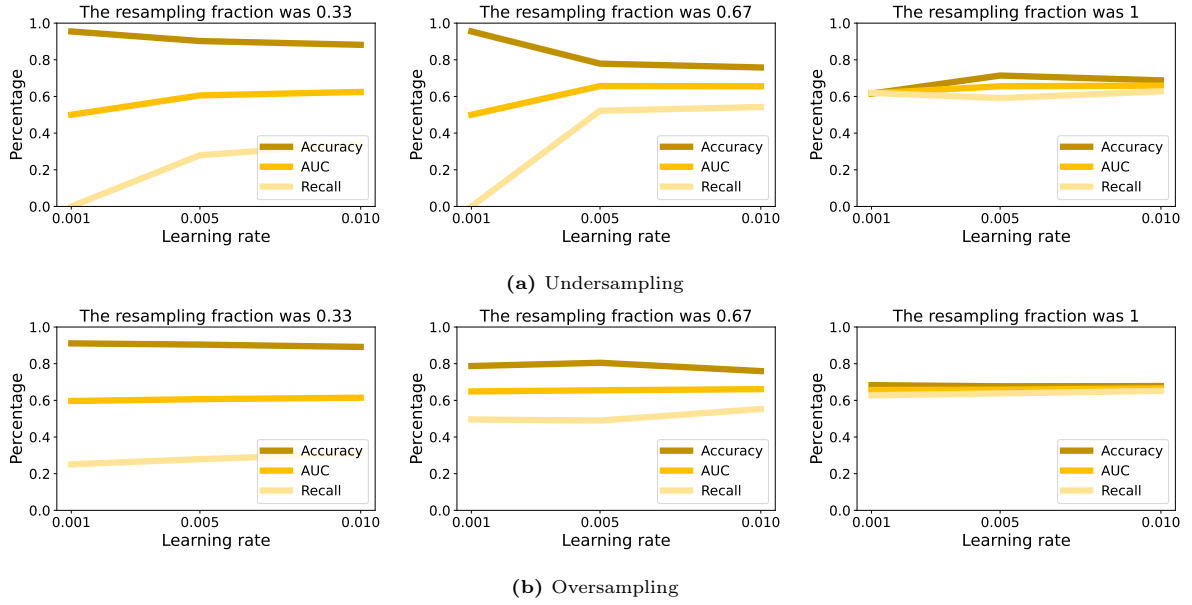 The resampling fraction was 0.33
1.0
0.8
0.6
0.4
0.2
0.0
Percentage
Accuracy
AUC
Recall
0.001 0.005 0.010
Learning rate
The resampling fraction was 0.67
1.0
0.8
0.6
0.4
0.2
0.0
Percentage
Accuracy
AUC
Recall
0.001 0.005 0.010
Learning rate
The resampling fraction was 1
1.0
0.8
0.6
0.4
0.2
0.0
Percentage
Accuracy
AUC
Recall
0.001 0.005 0.010
Learning rate
(a) Undersampling
The resampling fraction was 0.33
1.0
0.8
0.6
0.4
0.2
0.0
Percentage
Accuracy
AUC
Recall
0.001 0.005 0.010
Learning rate
The resampling fraction was 0.67
1.0
0.8
0.6
0.4
0.2
0.0
Percentage
Accuracy
AUC
Recall
0.001 0.005 0.010
Learning rate
The resampling fraction was 1
1.0
0.8
0.6
0.4
0.2
0.0
Percentage
Accuracy
AUC
Recall
0.001 0.005 0.010
Learning rate
(b) Oversampling